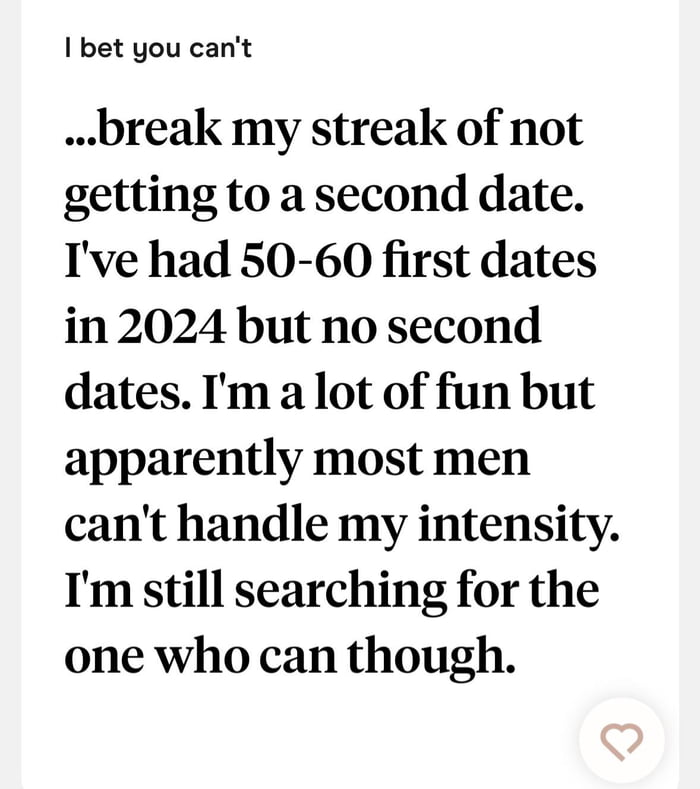 I bet you can't
...break my streak of not
getting to a second date.
I've had 50-60 first dates
in 2024 but no second
dates. I'm a lot of fun but
apparently most men
can't handle my intensity.
I'm still searching for the
one who can though.